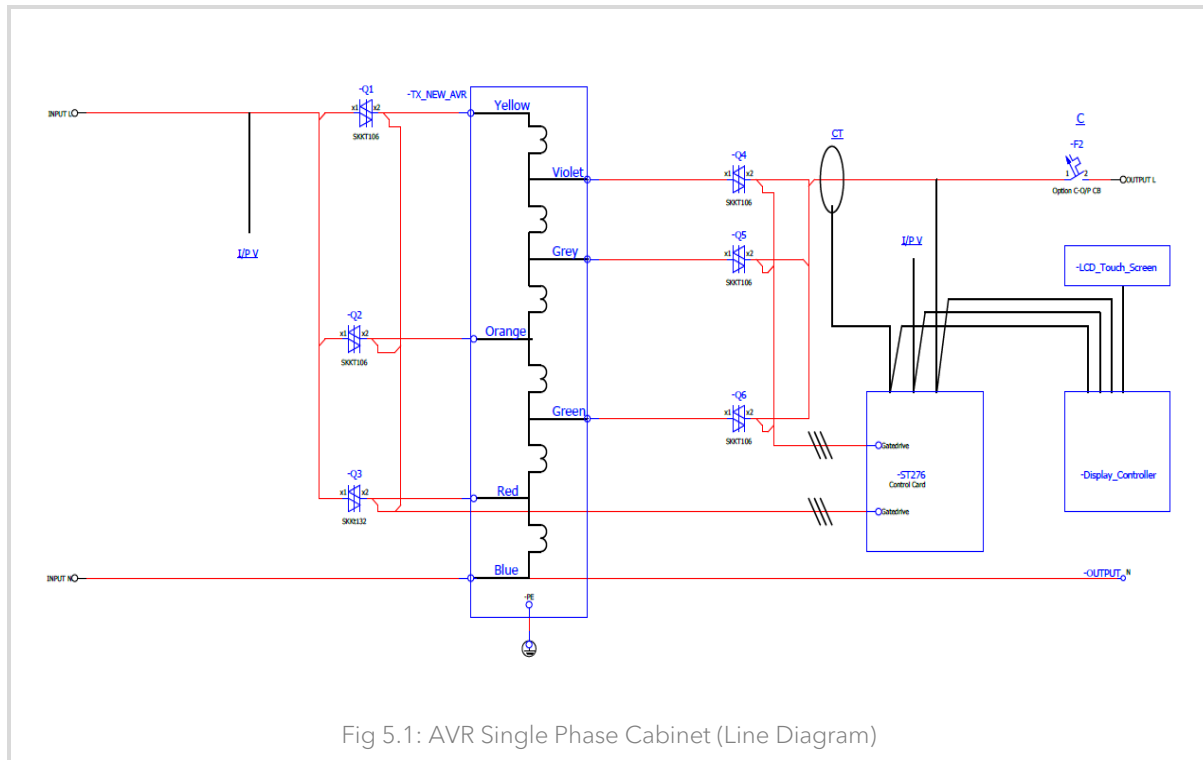 -Q1
x1 x2
SKKT106
INPUT L
-TX_NEW_AVR
Yellow
Violet
Grey
Orange
Green
Red
Blue
-PE
I/P V
-Q2
x1 x2
SKKT106
-Q3
x1 x2
SKKt132
INPUT N
-Q4
x1 x2
SKKT106
-Q5
x1 x2
SKKT106
-Q6
x1 x2
SKKT106
CT
C
-F2
1 2
Option C-O/P CB
OUTPUT L
I/P V
-LCD_Touch_Screen
Gatedrive
-ST276
Control Card
Gatedrive
-Display_Controller
-OUTPUT_N
Fig 5.1: AVR Single Phase Cabinet (Line Diagram)